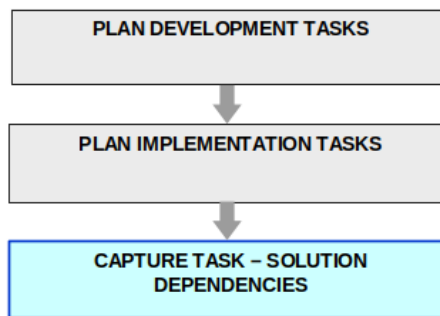 PLAN DEVELOPMENT TASKS
PLAN IMPLEMENTATION TASKS
CAPTURE TASK – SOLUTION
DEPENDENCIES